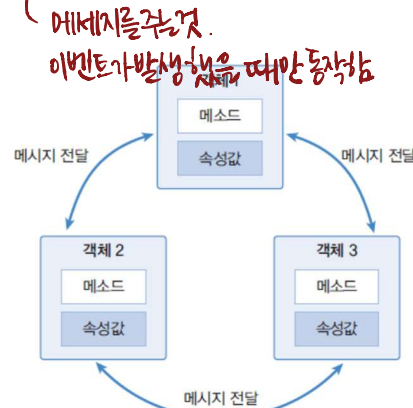 메세지를주는것.
이벤트가발생했을 때만 동작함
메소드
메시지 전달
속성값
메시지 전달
객체 2
객체 3
메소드
메소드
속성값
속성값
메시지 전달